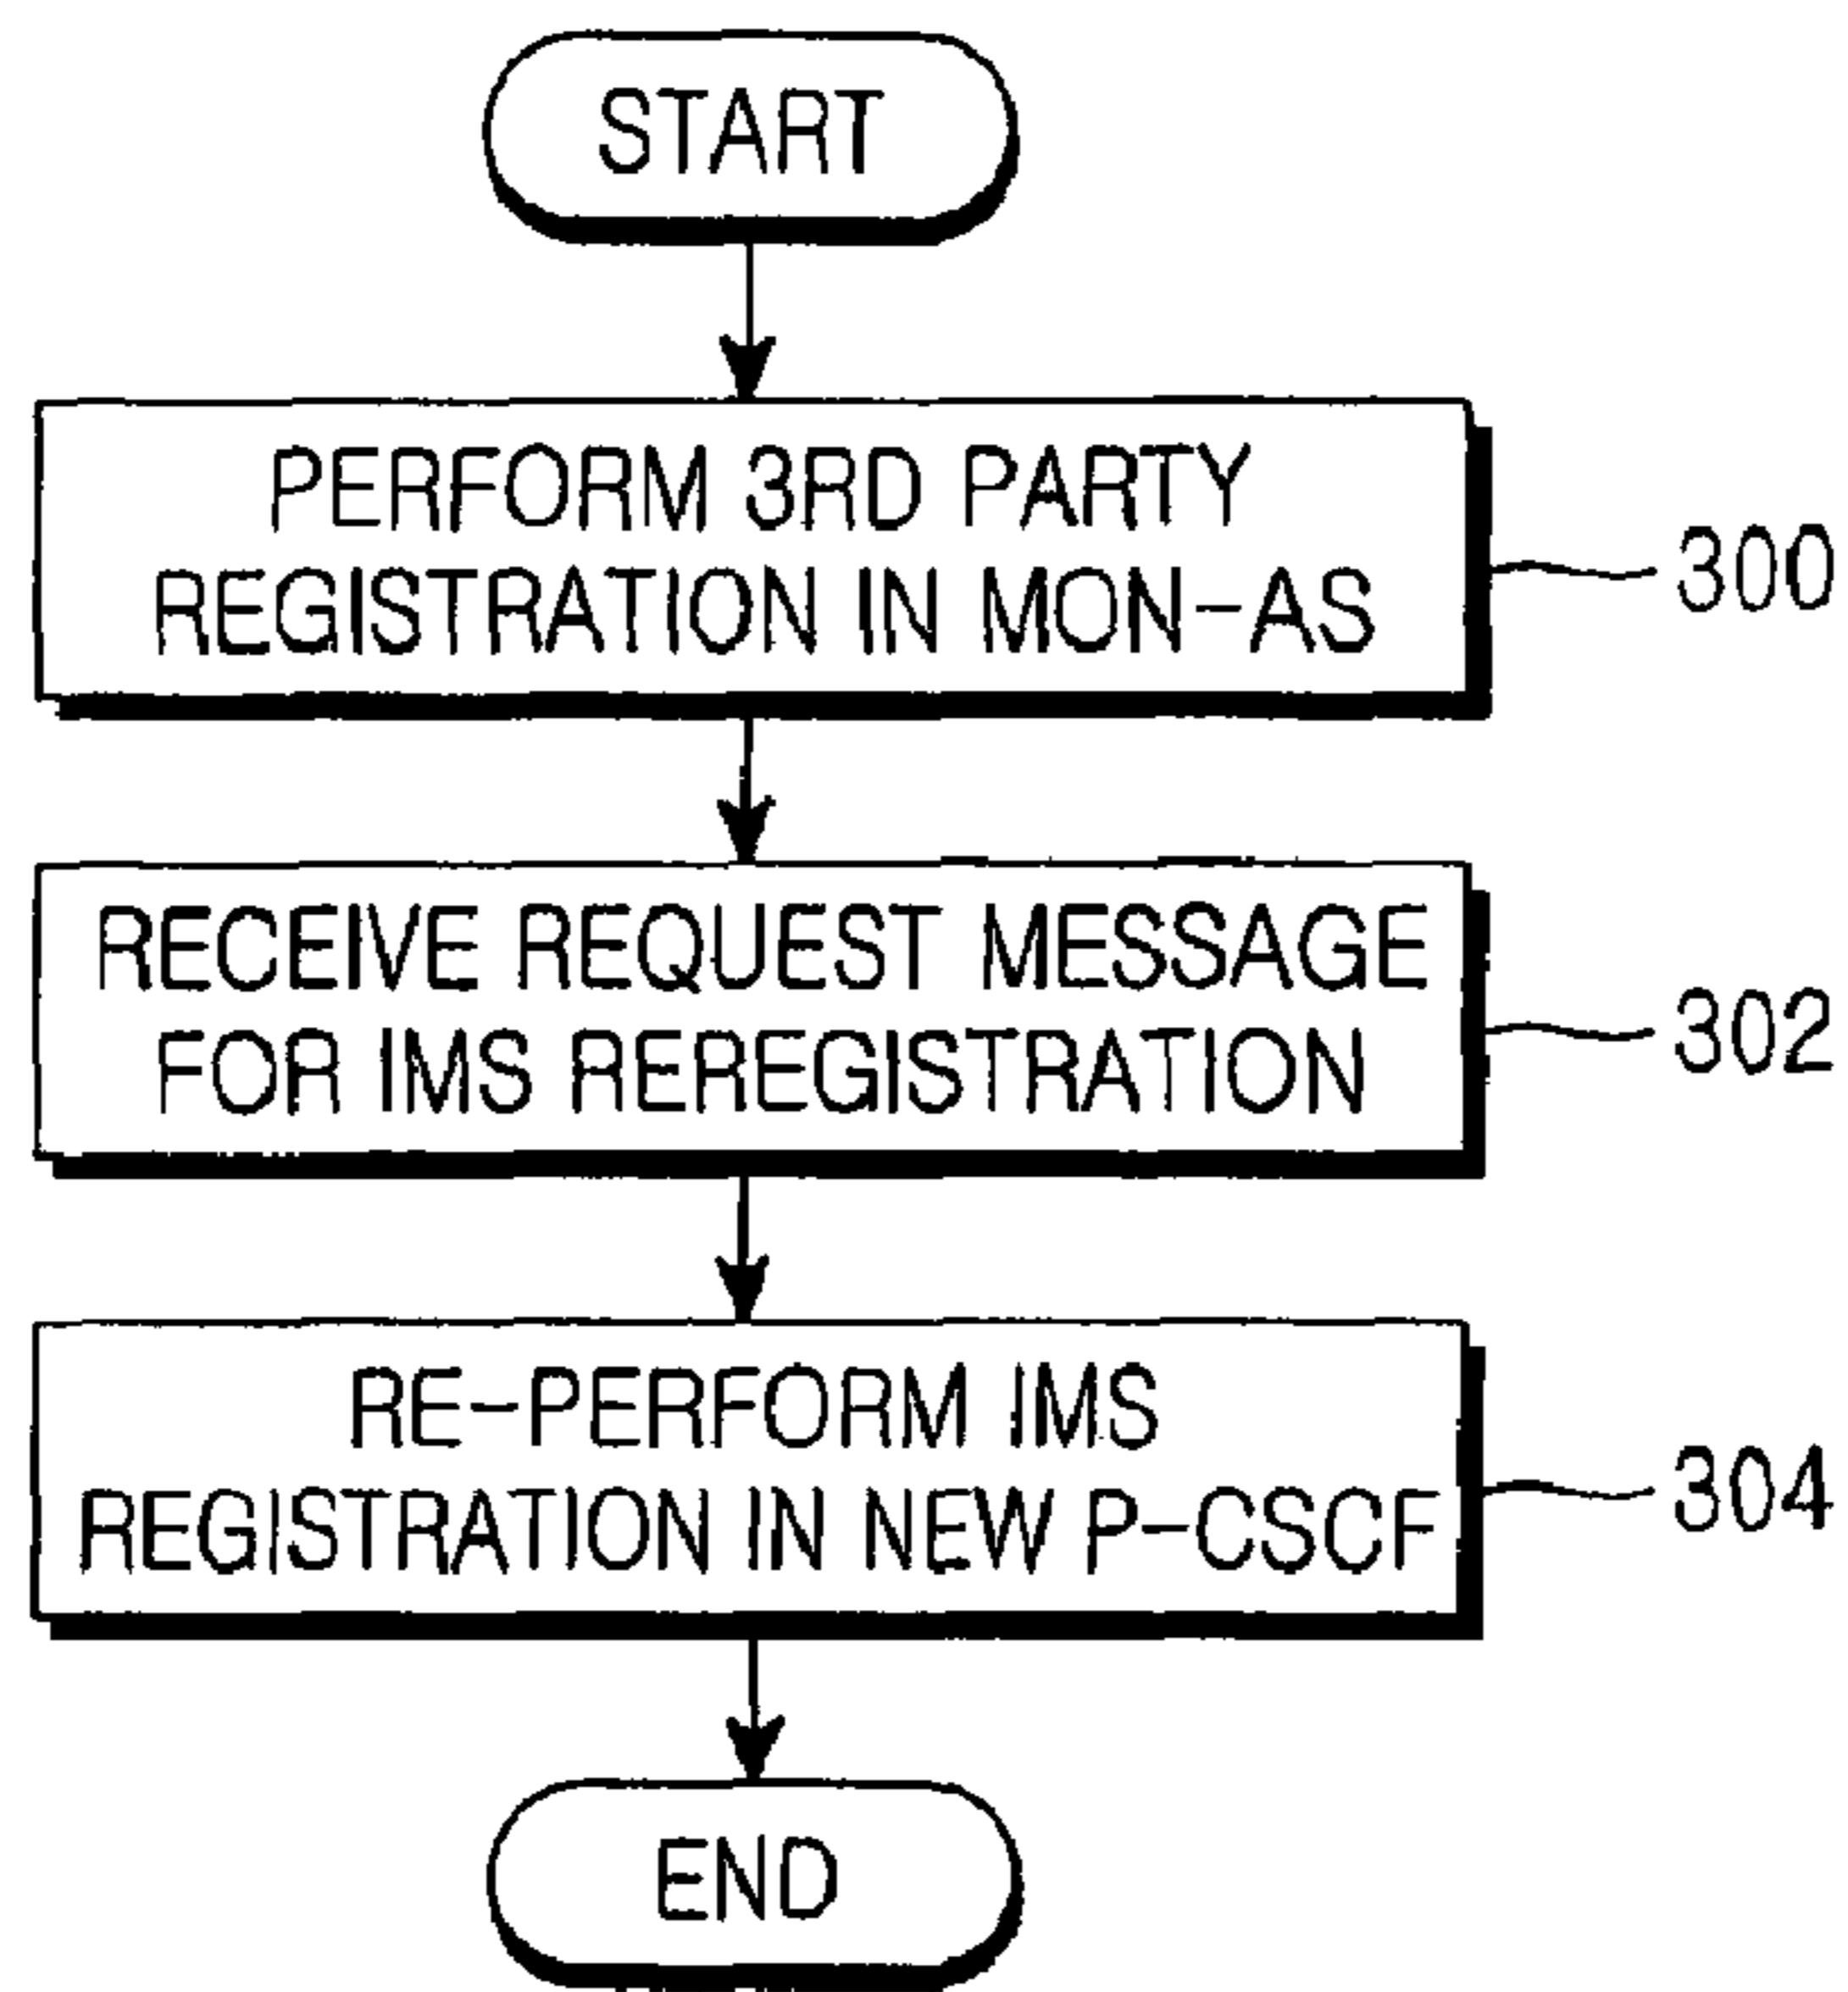 START
PERFORM 3RD PARTY
REGISTRATION IN MON-AS
300
RECEIVE REQUEST MESSAGE
FOR IMS REREGISTRATION
302
RE-PERFORM IMS
REGISTRATION IN NEW P-CSCF
304
END